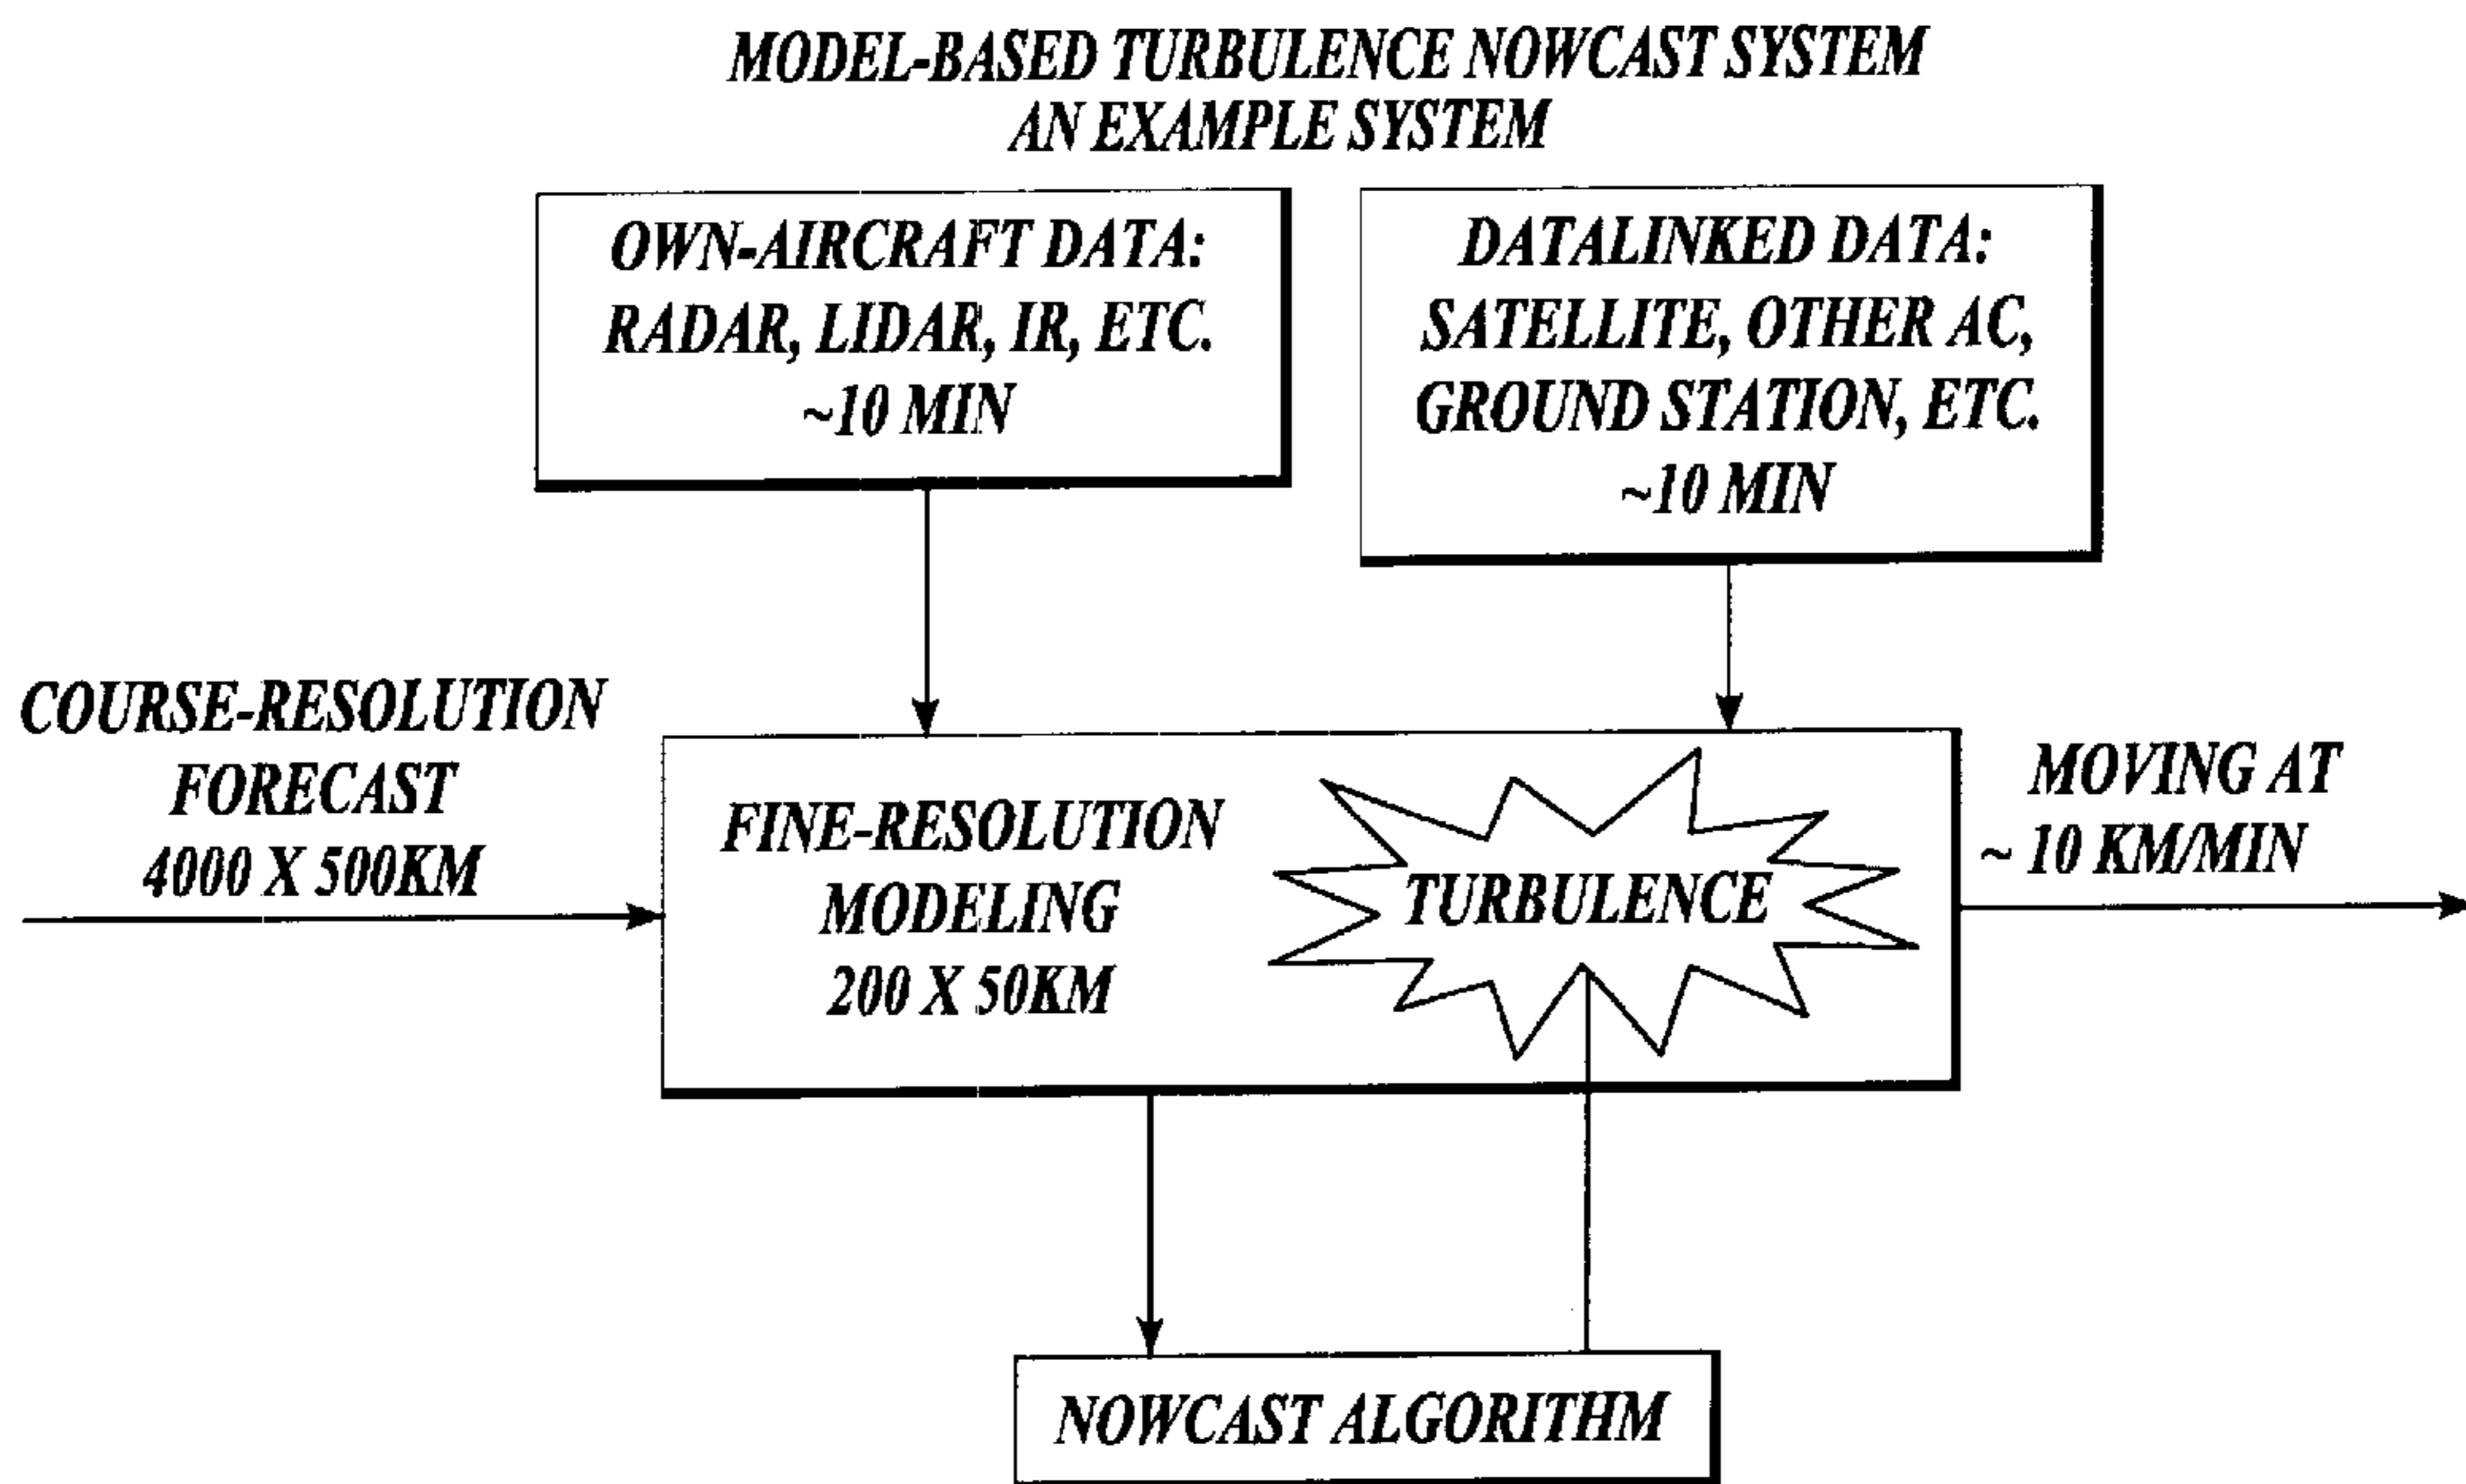 MODEL-BASED TURBULENCE NOWCAST SYSTEM
AN EXAMPLE SYSTEM
OWN-AIRCRAFT DATA:
RADAR, LIDAR, IR, ETC.
~10 MIN
DATALINKED DATA:
SATELLITE, OTHER AC,
GROUND STATION, ETC.
~10 MIN
COURSE-RESOLUTION
FORECAST
4000 X 500KM
FINE-RESOLUTION
MODELING
200 X 50KM
TURBULENCE
MOVING AT
~ 10 KM/MIN
NOWCAST ALGORITHM